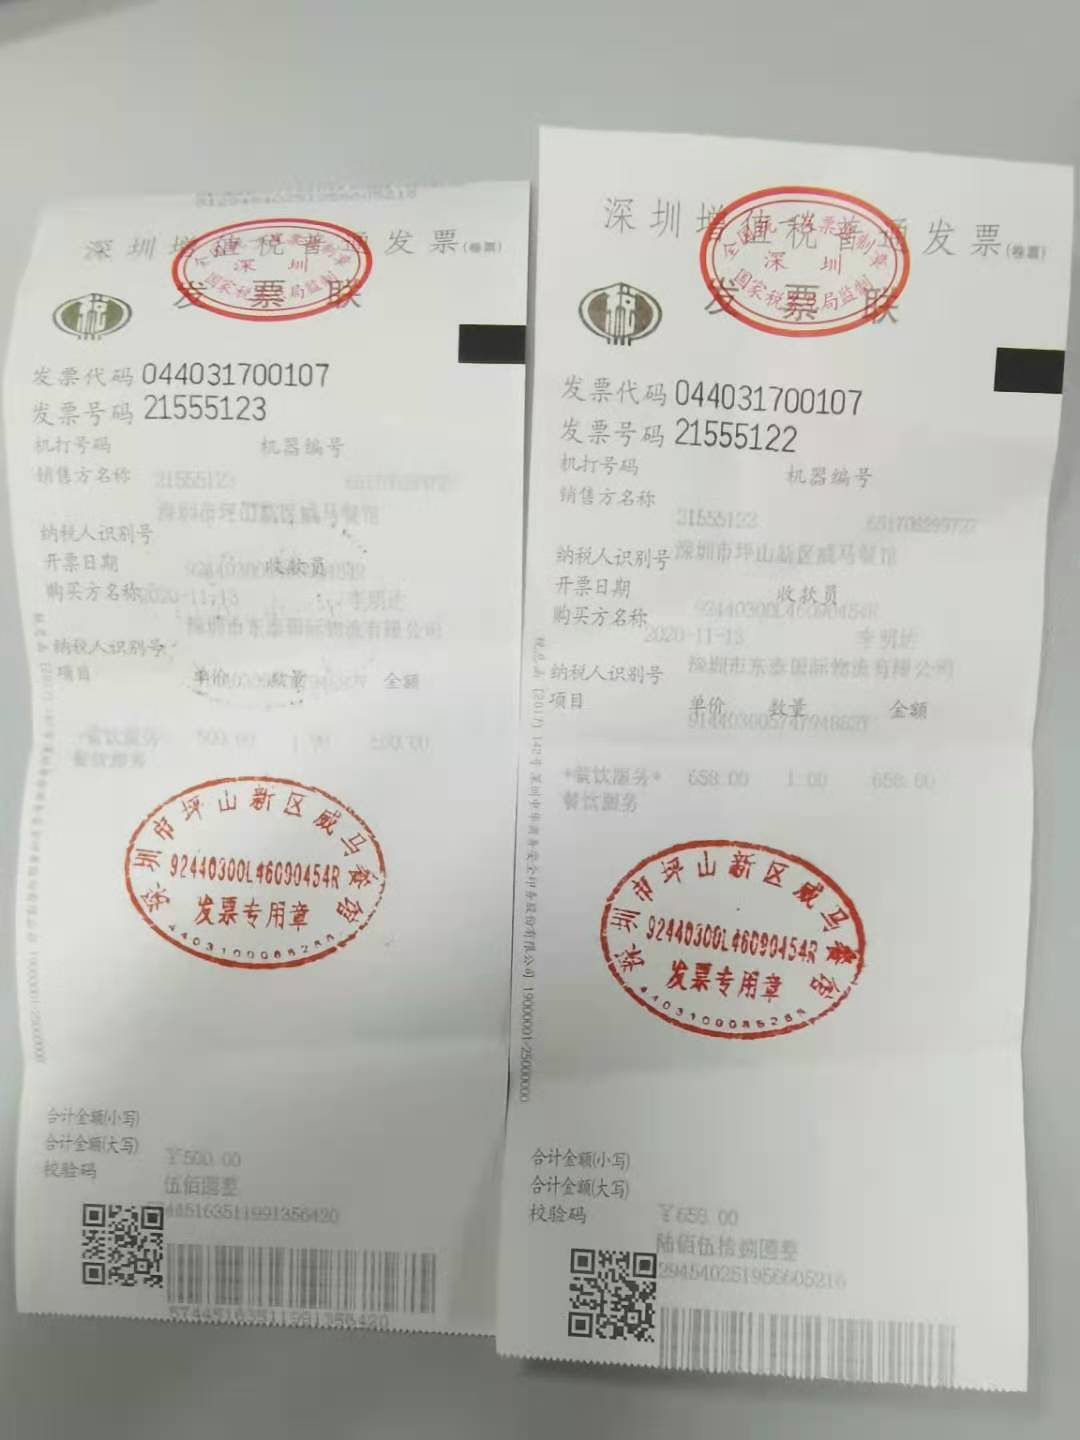 深圳增值税普通发票(卷票)
发票联
全国统一发票监制章
深圳
国家税务总局监制
发票代码 044031700107
发票号码 21555123
机打号码 机器编号
21555123
销售方名称
深圳市坪山新区威马餐馆
纳税人识别号
开票日期 收款员
2020-11-13 李明达
购买方名称
深圳市东泰国际物流有限公司
纳税人识别号
项目 单价 数量 金额
*餐饮服务* 500.00 1.00 500.00
餐饮服务
深圳市坪山新区威马餐馆
92440300L46090454R
发票专用章
合计金额(小写)
¥500.00
合计金额(大写)
伍佰圆整
校验码
57445163511991356420
57445163511991356420
深圳增值税普通发票(卷票)
发票联
全国统一发票监制章
深圳
国家税务总局监制
发票代码 044031700107
发票号码 21555122
机打号码 机器编号
21555122 661706299777
销售方名称
深圳市坪山新区威马餐馆
纳税人识别号
92440300L46090454R
开票日期 收款员
2020-11-13 李明达
购买方名称
深圳市东泰国际物流有限公司
纳税人识别号
项目 单价 数量 金额
*餐饮服务* 658.00 1.00 658.00
餐饮服务
深圳市坪山新区威马餐馆
92440300L46090454R
发票专用章
合计金额(小写)
¥658.00
合计金额(大写)
陆佰伍拾捌圆整
校验码
294540251956605216